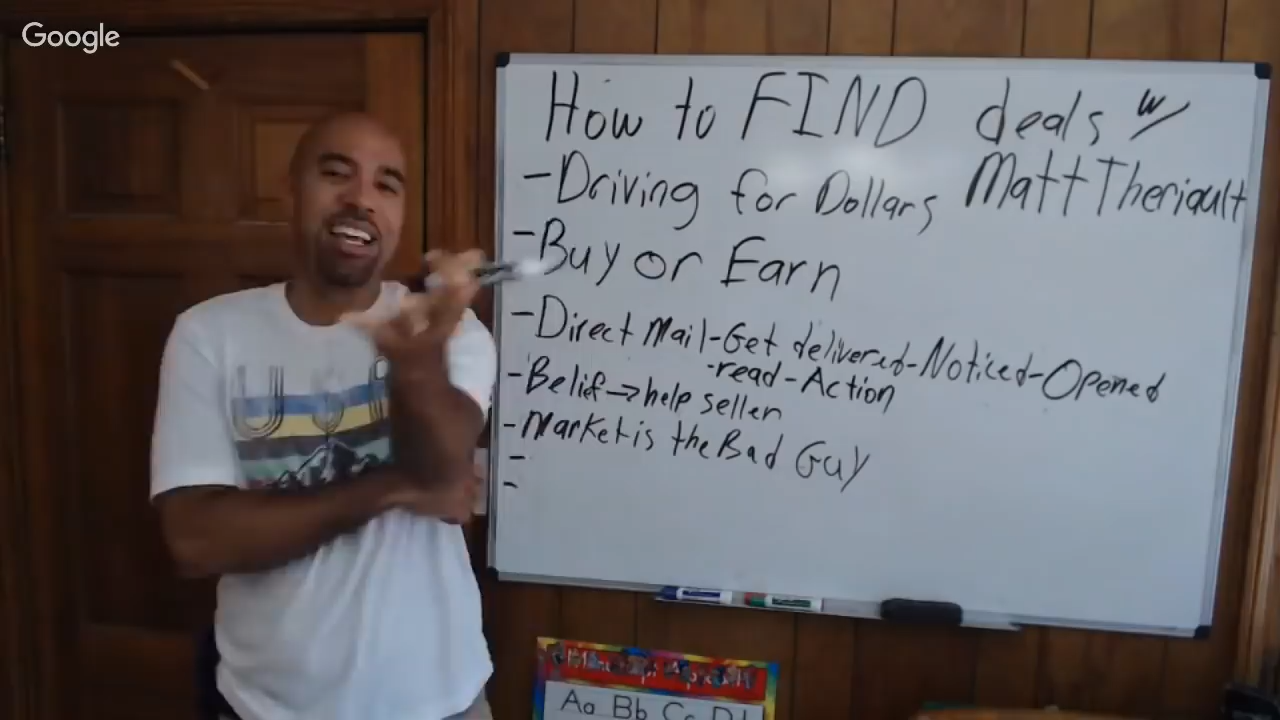 Google
How to FIND deals w/
- Driving for Dollars Matt Theriault
- Buy or Earn
- Direct Mail - Get delivered - Noticed - Opened
- read - Action
- Belief → help seller
- Market is the Bad Guy
-
-
Aa Bb Cc